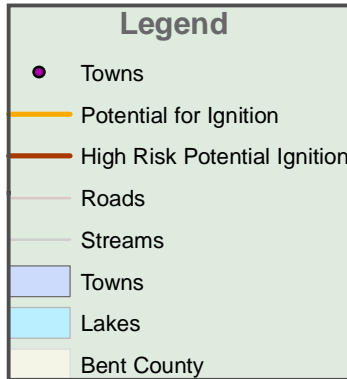 Legend
Towns
Potential for Ignition
High Risk Potential Ignition
Roads
Streams
Towns
Lakes
Bent County